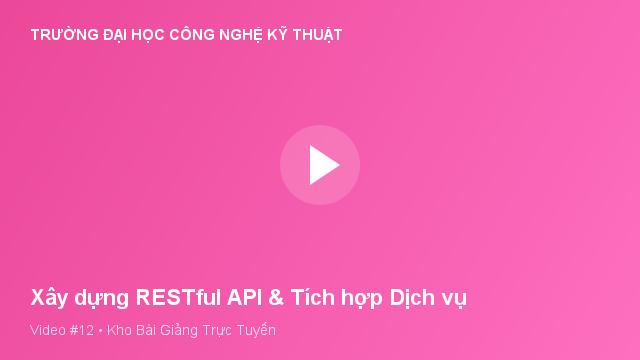 TRƯỜNG ĐẠI HỌC CÔNG NGHỆ KỸ THUẬT
Xây dựng RESTful API & Tích hợp Dịch vụ
Video #12 • Kho Bài Giảng Trực Tuyến